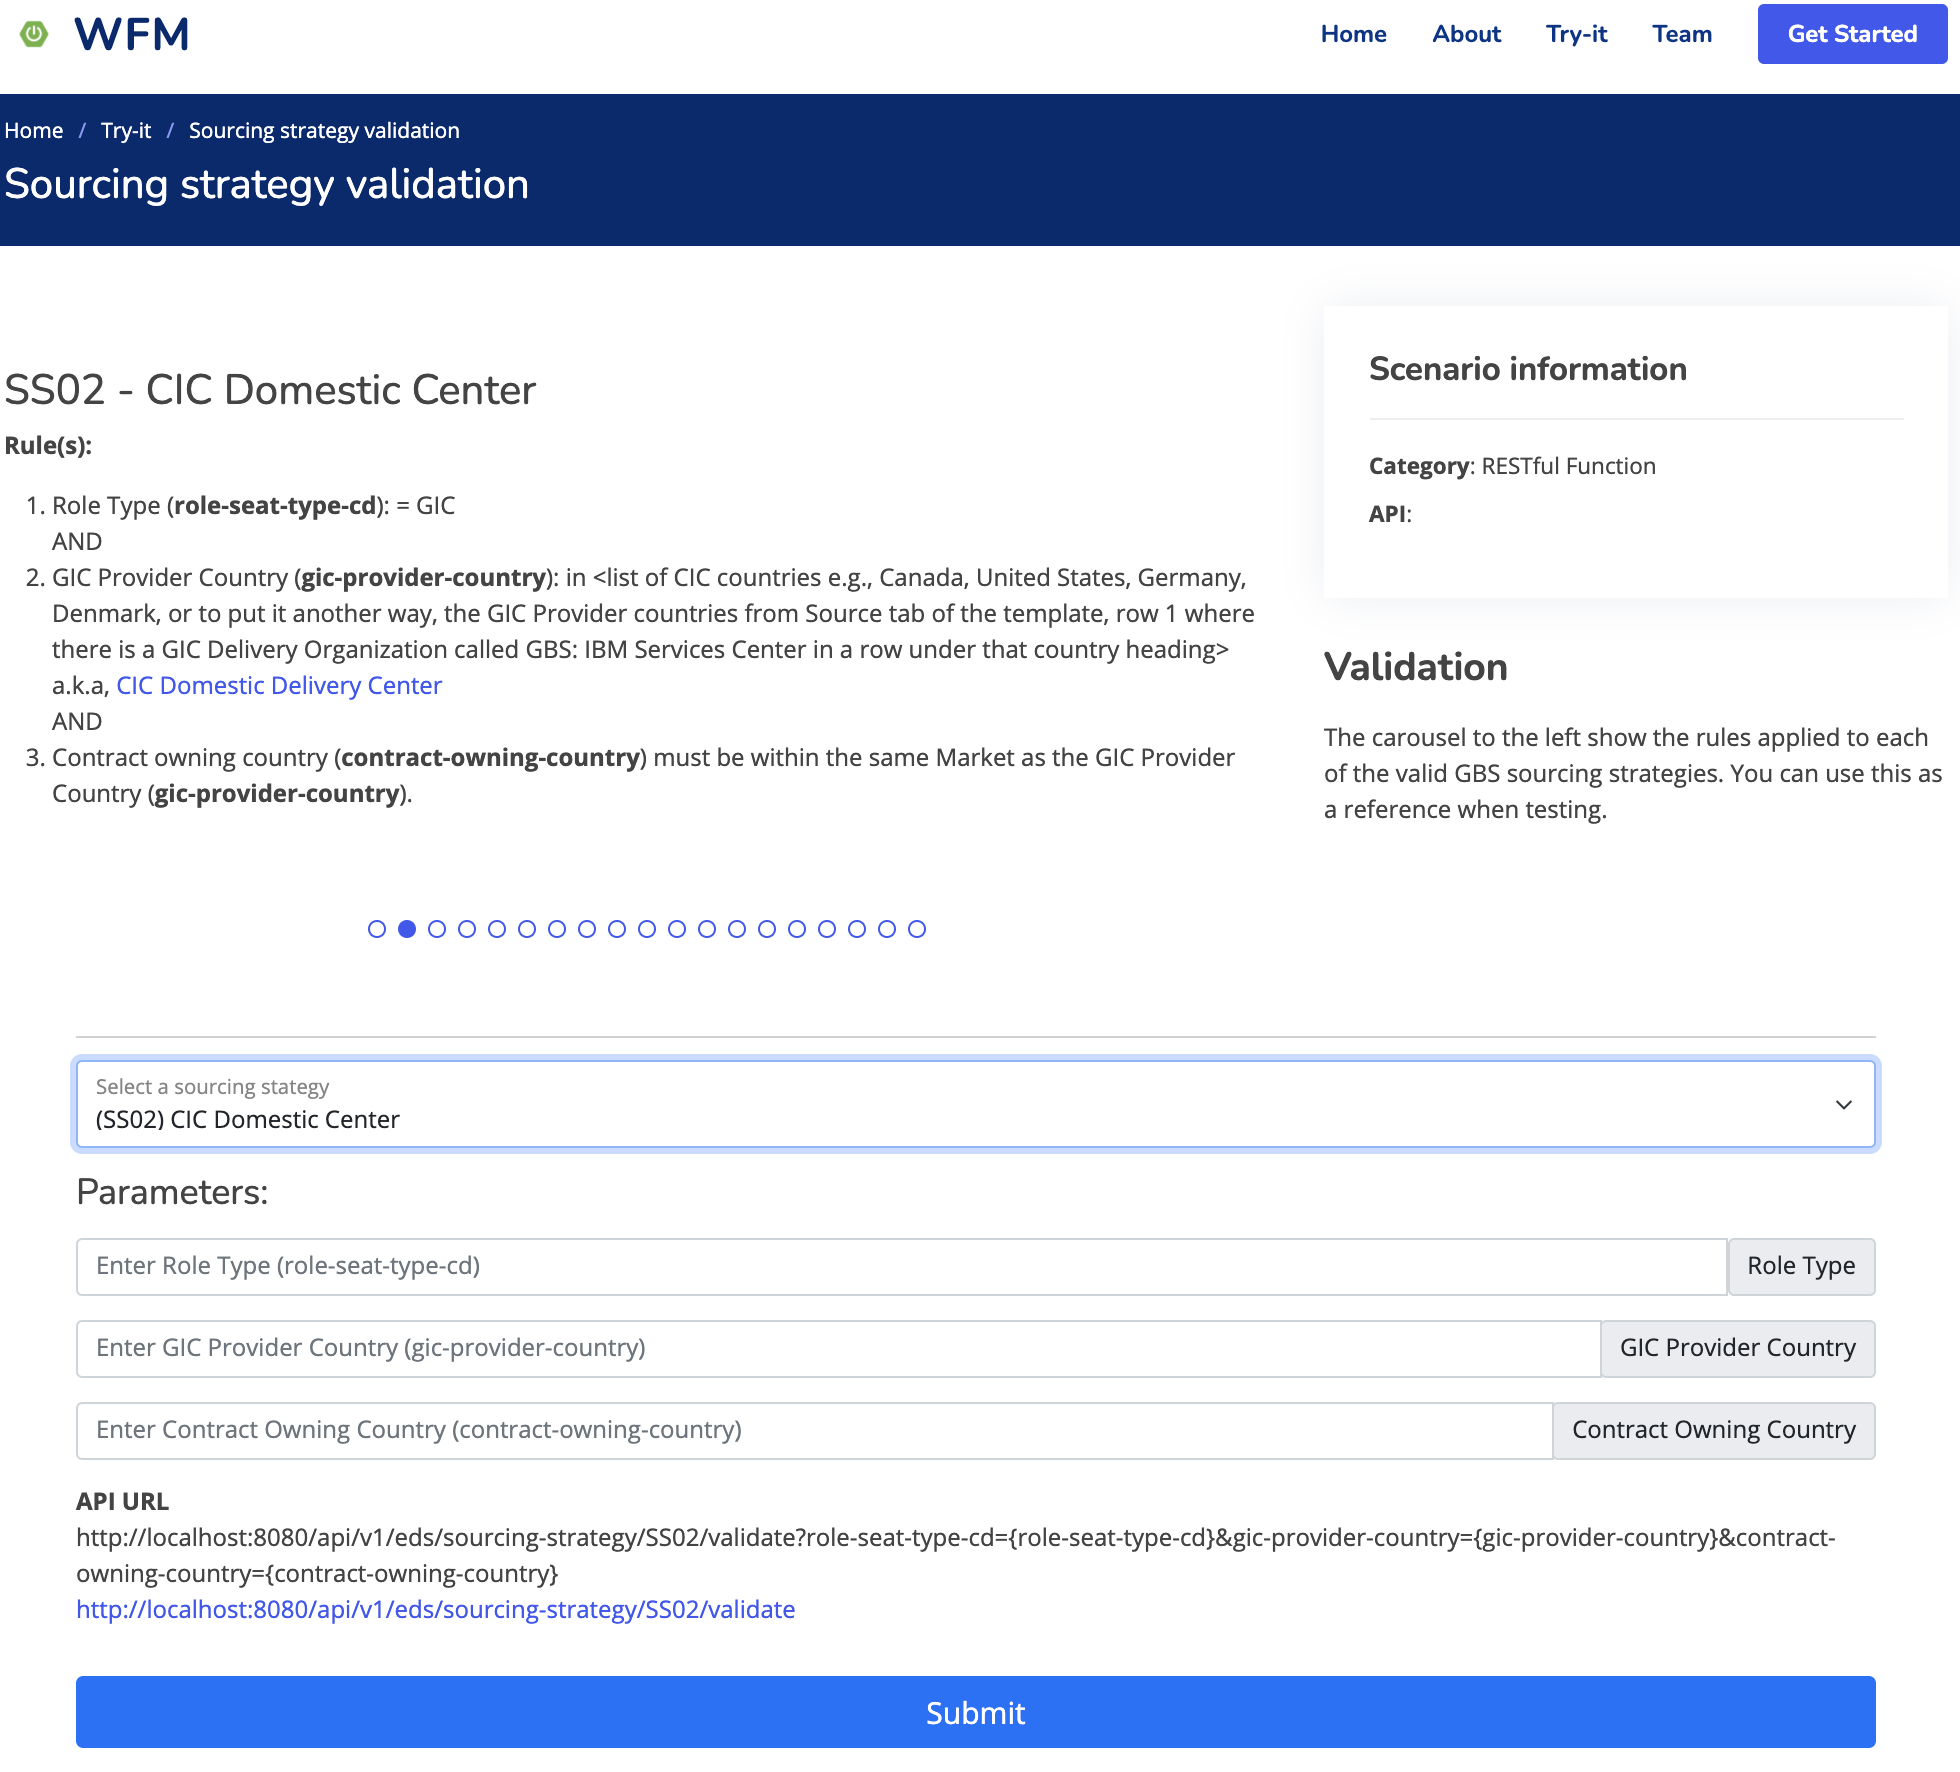 WFM
Home About Try-it Team Get Started
Home / Try-it / Sourcing strategy validation
Sourcing strategy validation
SS02 - CIC Domestic Center
Rule(s):
1. Role Type (role-seat-type-cd): = GIC
AND
2. GIC Provider Country (gic-provider-country): in <list of CIC countries e.g., Canada, United States, Germany,
Denmark, or to put it another way, the GIC Provider countries from Source tab of the template, row 1 where
there is a GIC Delivery Organization called GBS: IBM Services Center in a row under that country heading>
a.k.a, CIC Domestic Delivery Center
AND
3. Contract owning country (contract-owning-country) must be within the same Market as the GIC Provider
Country (gic-provider-country).
Scenario information
Category: RESTful Function
API:
Validation
The carousel to the left show the rules applied to each
of the valid GBS sourcing strategies. You can use this as
a reference when testing.
Select a sourcing stategy
(SS02) CIC Domestic Center
Parameters:
Enter Role Type (role-seat-type-cd) Role Type
Enter GIC Provider Country (gic-provider-country) GIC Provider Country
Enter Contract Owning Country (contract-owning-country) Contract Owning Country
API URL
http://localhost:8080/api/v1/eds/sourcing-strategy/SS02/validate?role-seat-type-cd={role-seat-type-cd}&gic-provider-country={gic-provider-country}&contract-
owning-country={contract-owning-country}
http://localhost:8080/api/v1/eds/sourcing-strategy/SS02/validate
Submit